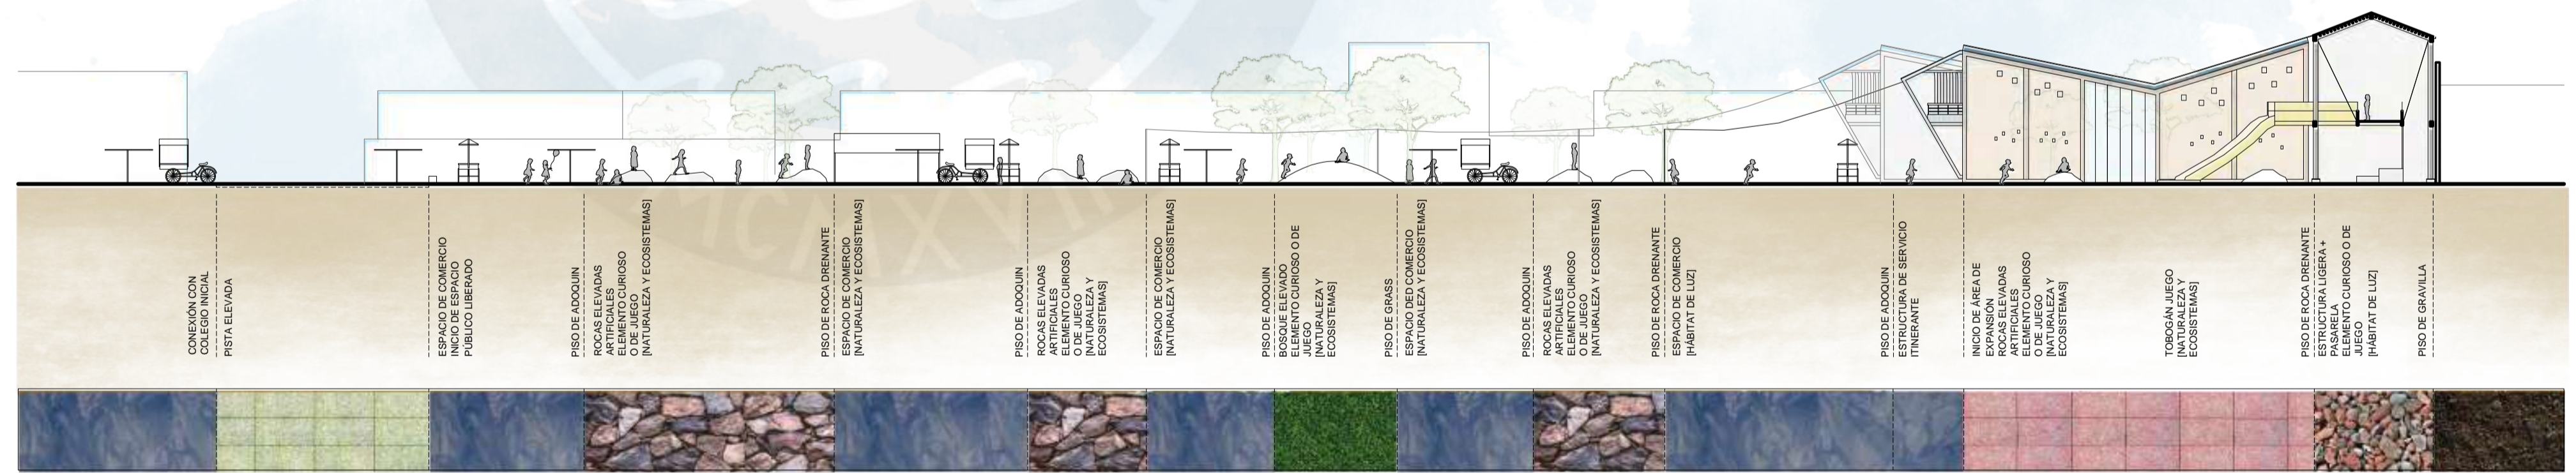 MCMXVII
CONEXIÓN CON
COLEGIO INICIAL
PISTA ELEVADA
ESPACIO DE COMERCIO
INICIO DE ESPACIO
PÚBLICO LIBERADO
PISO DE ADOQUIN
ROCAS ELEVADAS
ARTIFICIALES
ELEMENTO CURIOSO
O DE JUEGO
[NATURALEZA Y ECOSISTEMAS]
PISO DE ROCA DRENANTE
ESPACIO DE COMERCIO
[NATURALEZA Y ECOSISTEMAS]
PISO DE ADOQUIN
ROCAS ELEVADAS
ARTIFICIALES
ELEMENTO CURIOSO
O DE JUEGO
[NATURALEZA Y
ECOSISTEMAS]
ESPACIO DE COMERCIO
[NATURALEZA Y ECOSISTEMAS]
PISO DE ADOQUIN
BOSQUE ELEVADO
ELEMENTO CURIOSO O DE
JUEGO
[NATURALEZA Y
ECOSISTEMAS]
PISO DE GRASS
ESPACIO DED COMERCIO
[NATURALEZA Y ECOSISTEMAS]
PISO DE ADOQUIN
ROCAS ELEVADAS
ARTIFICIALES
ELEMENTO CURIOSO
O DE JUEGO
[NATURALEZA Y ECOSISTEMAS]
PISO DE ROCA DRENANTE
ESPACIO DE COMERCIO
[HÁBITAT DE LUZ]
PISO DE ADOQUIN
ESTRUCTURA DE SERVICIO
ITINERANTE
INICIO DE ÁREA DE
EXPANSIÓN
ROCAS ELEVADAS
ARTIFICIALES
ELEMENTO CURIOSO
O DE JUEGO
[NATURALEZA Y
ECOSISTEMAS]
TOBOGÁN JUEGO
[NATURALEZA Y
ECOSISTEMAS]
PISO DE ROCA DRENANTE
ESTRUCTURA LIGERA +
PASARELA
ELEMENTO CURIOSO O DE
JUEGO
[HÁBITAT DE LUZ]
PISO DE GRAVILLA